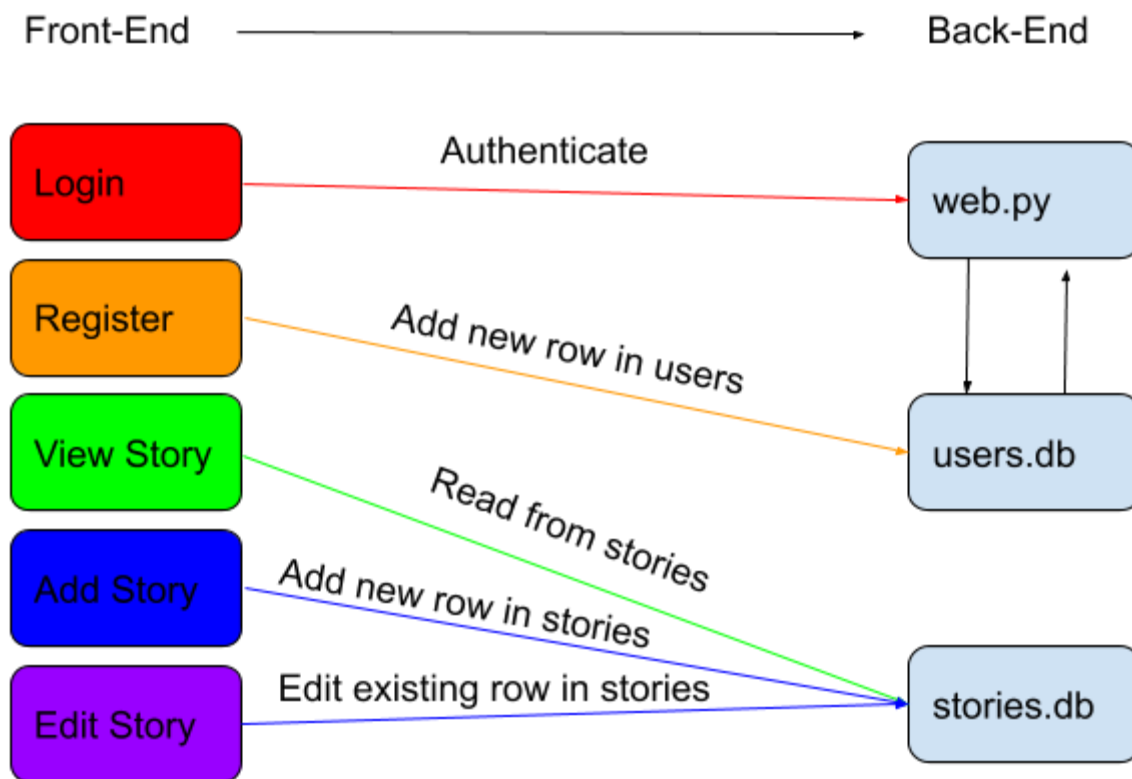 Front-End
Back-End
Login
Authenticate
web.py
Register
Add new row in users
View Story
users.db
Read from stories
Add Story
Add new row in stories
Edit Story
Edit existing row in stories
stories.db